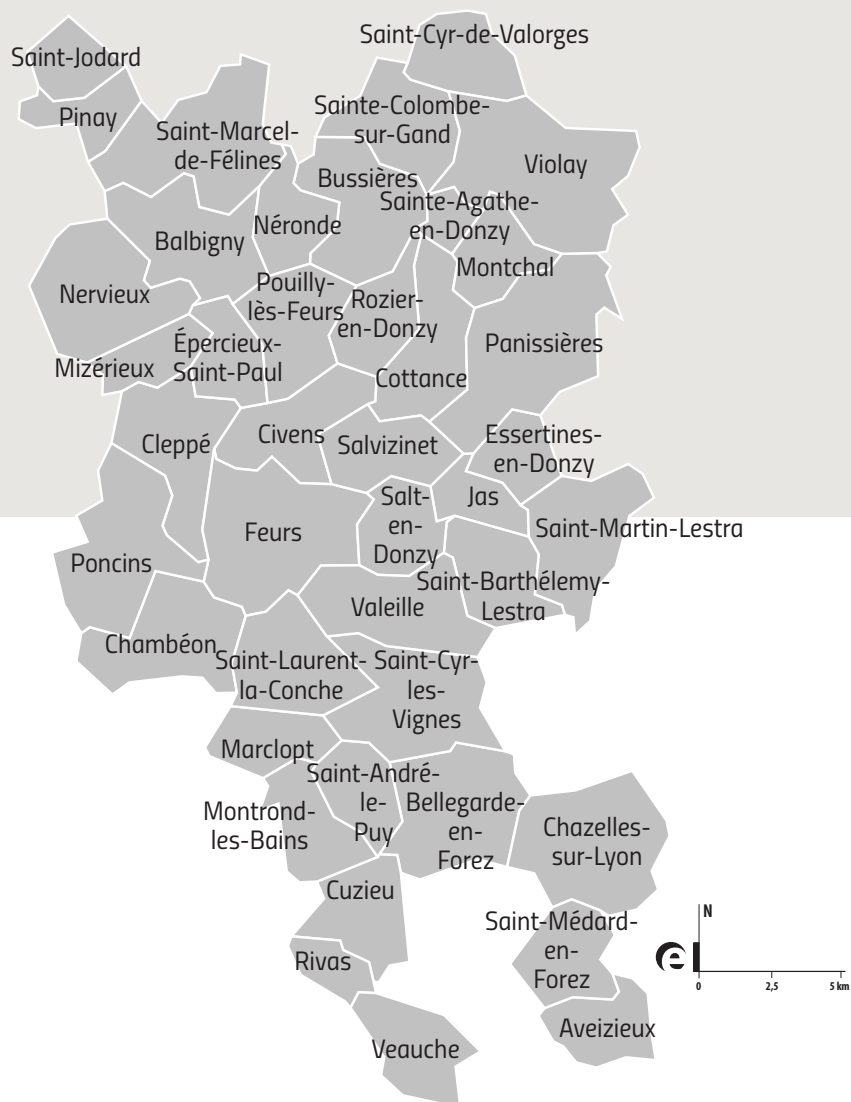 Saint-Cyr-de-Valorges
Saint-Jodard
Pinay
Sainte-Colombe-
sur-Gand
Saint-Marcel-
de-Félines
Violay
Bussières
Sainte-Agathe-
en-Donzy
Néronde
Balbigny
Montchal
Nervieux
Pouilly-
lès-Feurs
Rozier-
en-Donzy
Panissières
Épercieux-
Saint-Paul
Mizérieux
Cottance
Cleppé
Civens
Salvizinet
Essertines-
en-Donzy
Jas
Salt-
en-
Donzy
Feurs
Saint-Martin-Lestra
Poncins
Saint-Barthélemy-
Lestra
Valeille
Chambéon
Saint-Laurent-
la-Conche
Saint-Cyr-
les-
Vignes
Marclopt
Saint-André-
le-
Puy
Bellegarde-
en-
Forez
Montrond-
les-Bains
Chazelles-
sur-Lyon
Cuzieu
Saint-Médard-
en-
Forez
N
el
0 2,5 5 km
Rivas
Aveizieux
Veauche